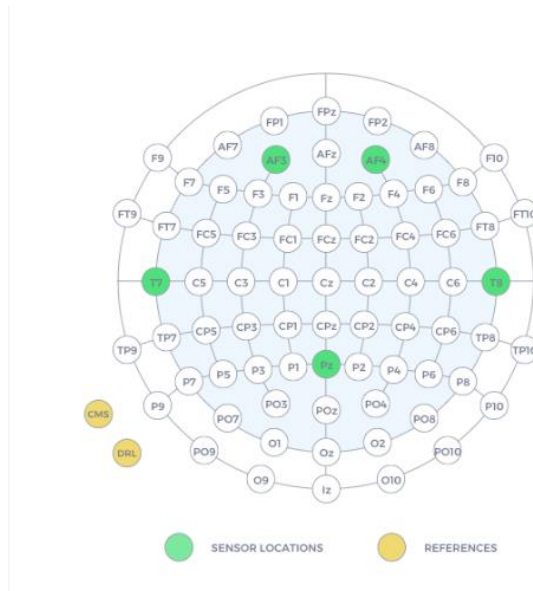 FPz
FP1 FP2
AF7 AFz AF8
F9 AF3 AF4 F10
F7 F5 F3 F1 Fz F2 F4 F6 F8
FT9 FT10
FT7 FC5 FC3 FC1 FCz FC2 FC4 FC6 FT8
T7 C5 C3 C1 Cz C2 C4 C6 T8
TP7 CP5 CP3 CP1 CPz CP2 CP4 CP6 TP8
TP9 TP10
P7 P5 P3 P1 Pz P2 P4 P6 P8
P9 PO3 PO4 P10
CMS PO7 POz PO8
DRL PO9 O1 Oz O2 PO10
O9 O10
Iz
SENSOR LOCATIONS REFERENCES